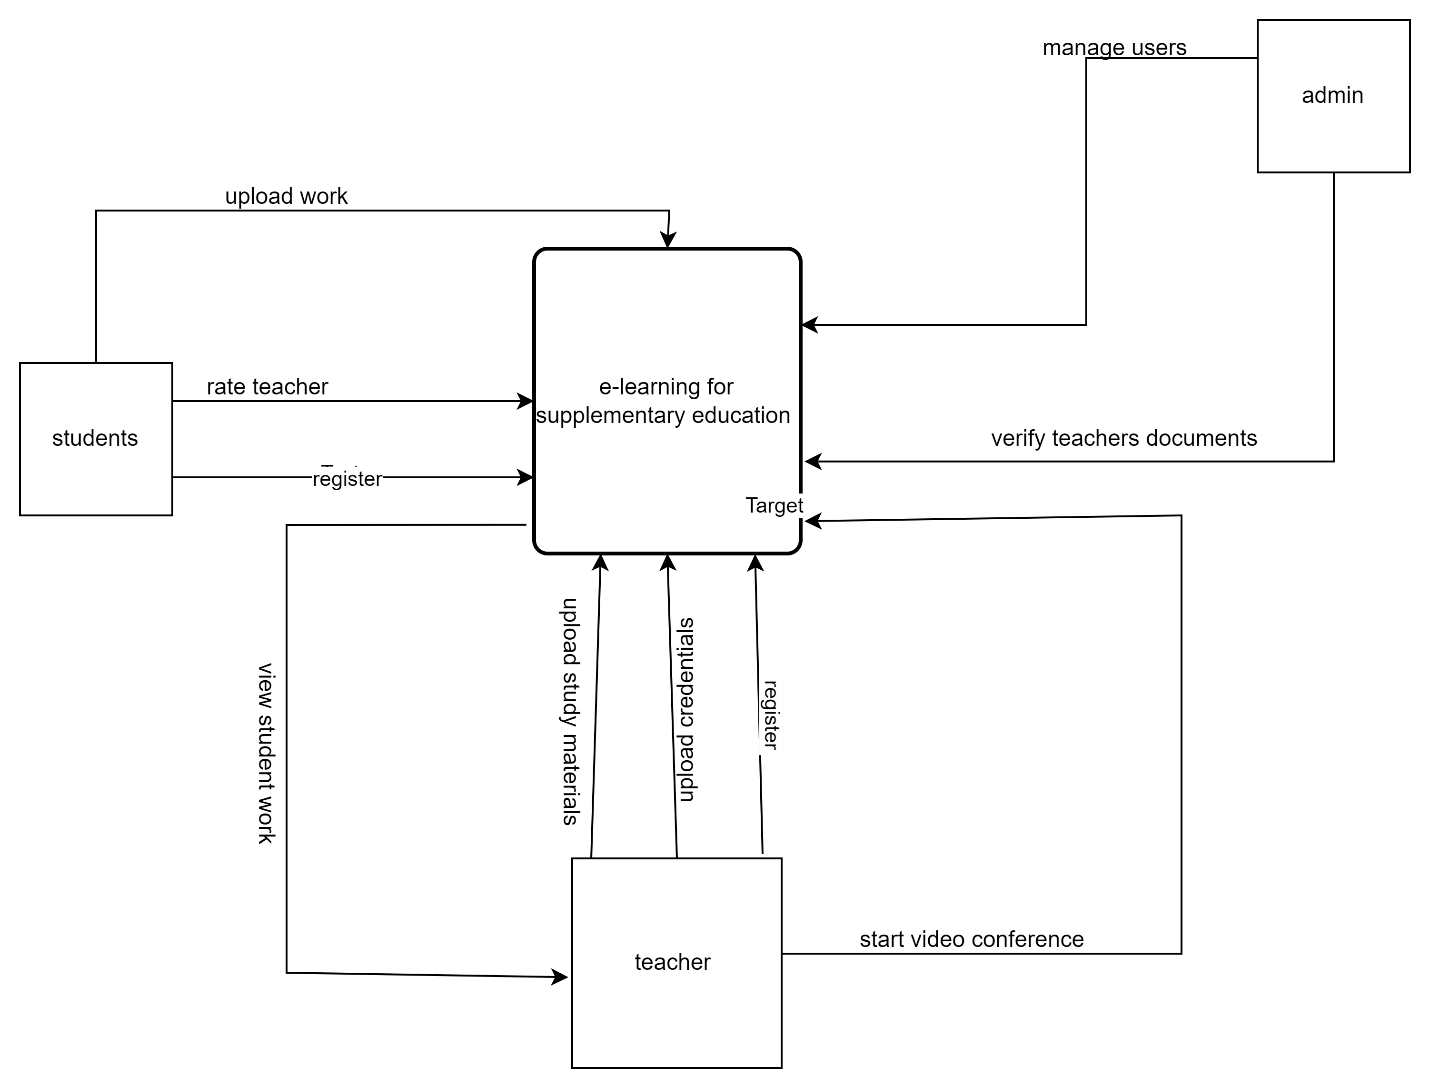 manage users
admin
upload work
e-learning for
supplementary education
rate teacher
students
register
verify teachers documents
Target
upload study materials
upload crepentials
register
view student work
start video conference
teacher